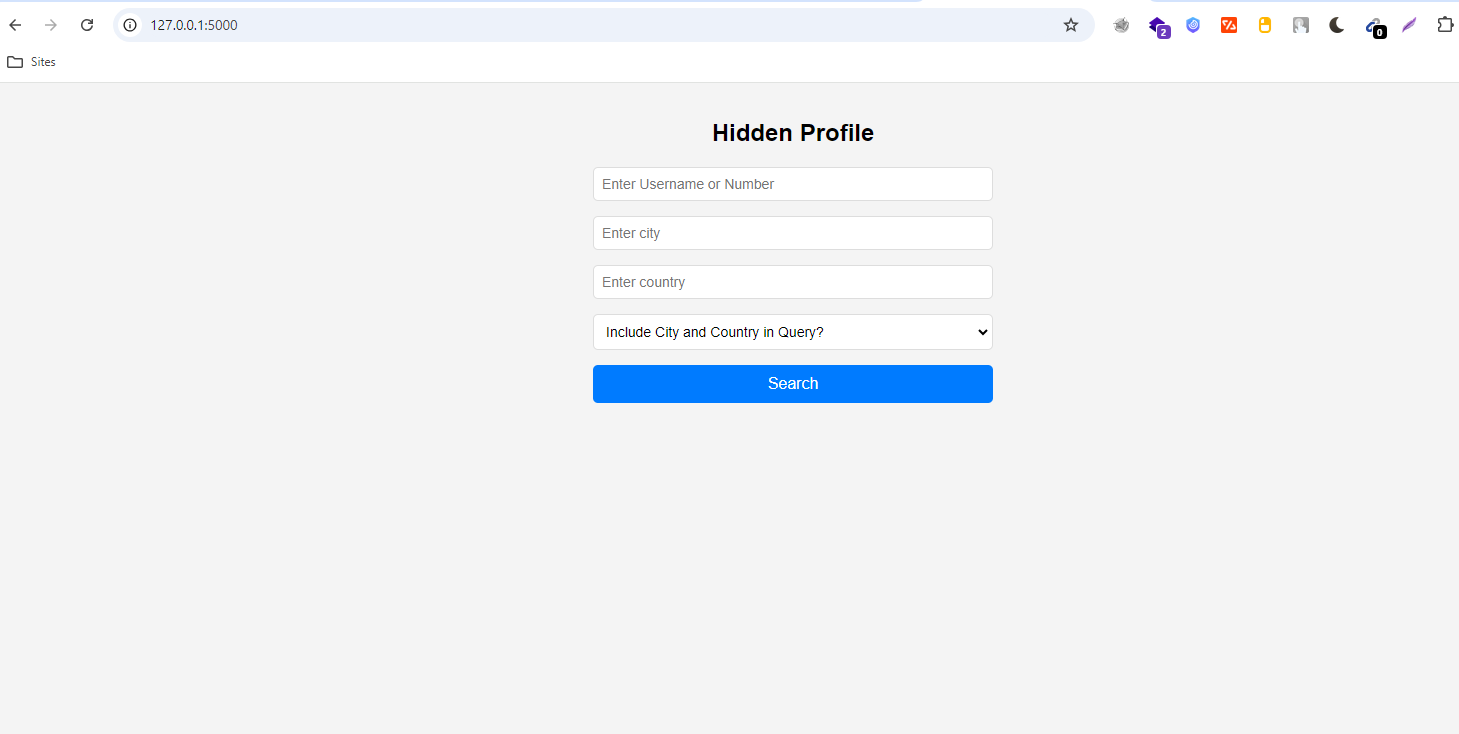 127.0.0.1:5000
2
0
Sites
Hidden Profile
Enter Username or Number
Enter city
Enter country
Include City and Country in Query?
Search